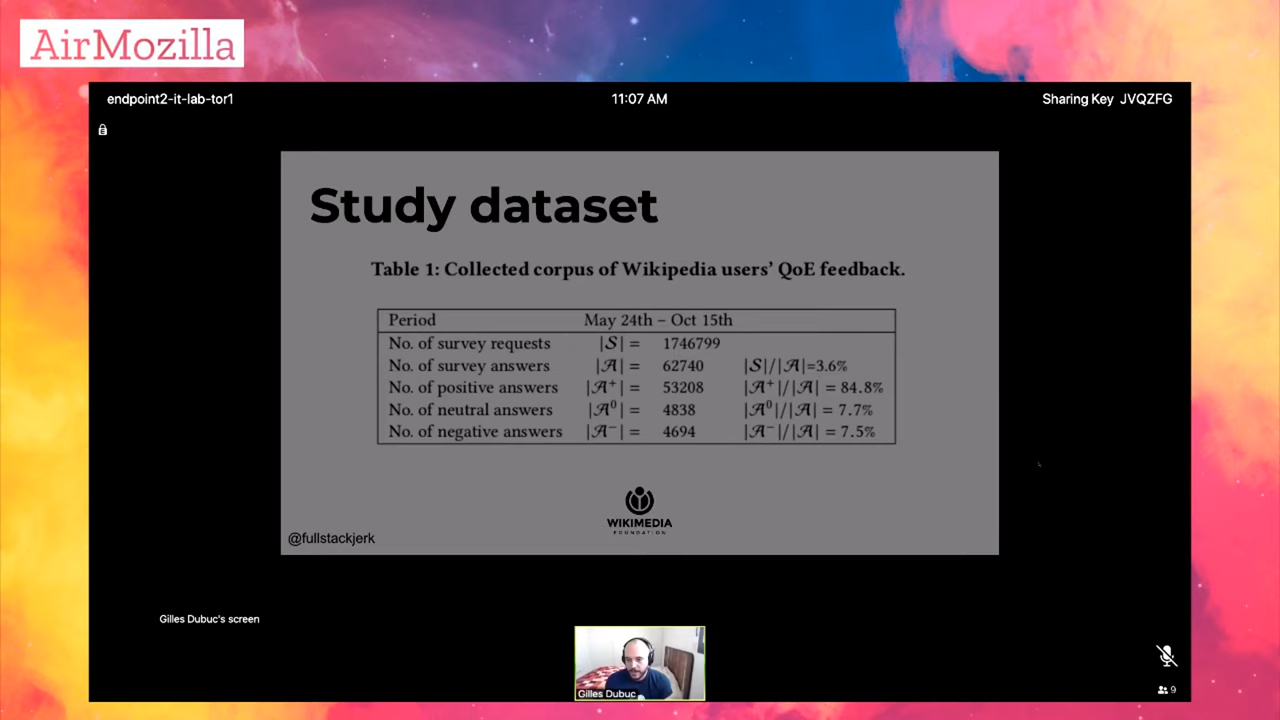 AirMozilla
endpoint2-it-lab-tor1 11:07 AM Sharing Key JVQZFG
Study dataset
Table 1: Collected corpus of Wikipedia users’ QoE feedback.
Period May 24th – Oct 15th
No. of survey requests |𝒮| = 1746799
No. of survey answers |𝒜| = 62740 |𝒮|/|𝒜|=3.6%
No. of positive answers |𝒜⁺| = 53208 |𝒜⁺|/|𝒜| = 84.8%
No. of neutral answers |𝒜⁰| = 4838 |𝒜⁰|/|𝒜| = 7.7%
No. of negative answers |𝒜⁻| = 4694 |𝒜⁻|/|𝒜| = 7.5%
WIKIMEDIA
FOUNDATION
@fullstackjerk
Gilles Dubuc's screen
Gilles Dubuc
9